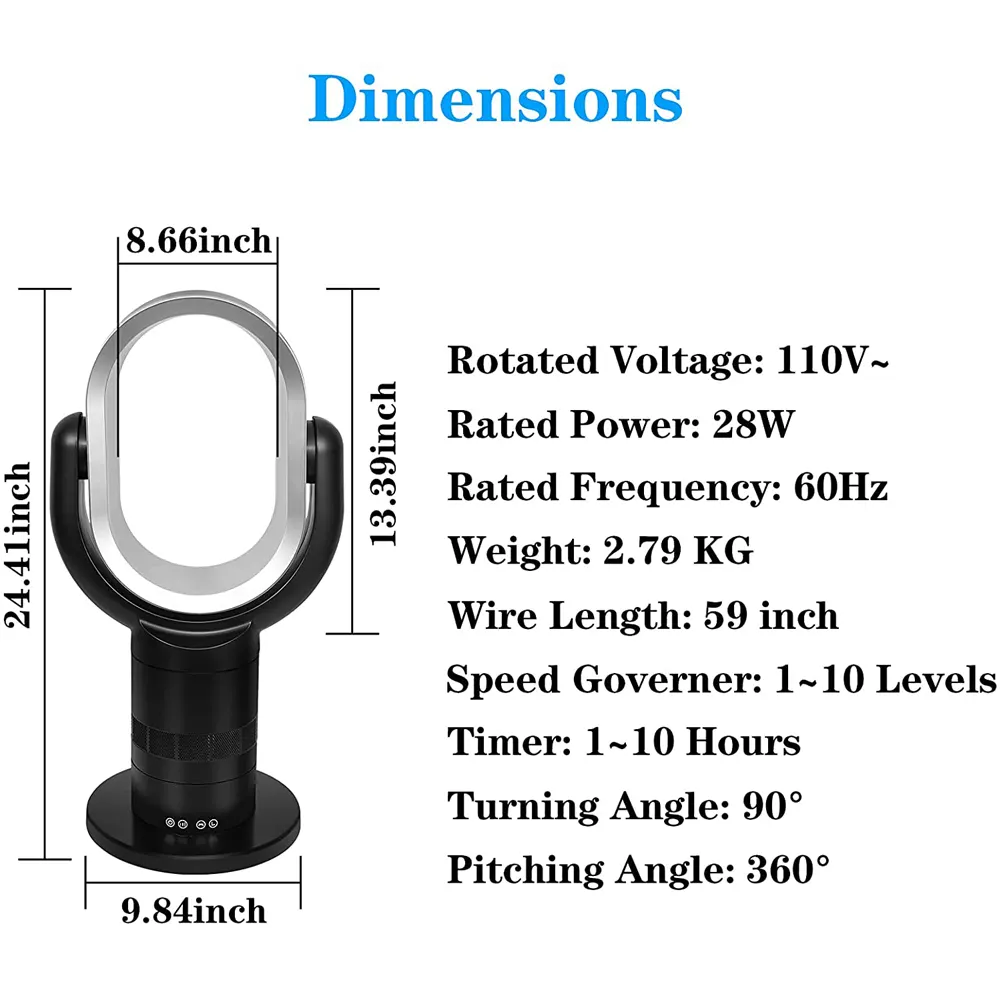 Dimensions
8.66inch
24.41inch
13.39inch
9.84inch
Rotated Voltage: 110V~
Rated Power: 28W
Rated Frequency: 60Hz
Weight: 2.79 KG
Wire Length: 59 inch
Speed Governer: 1~10 Levels
Timer: 1~10 Hours
Turning Angle: 90°
Pitching Angle: 360°